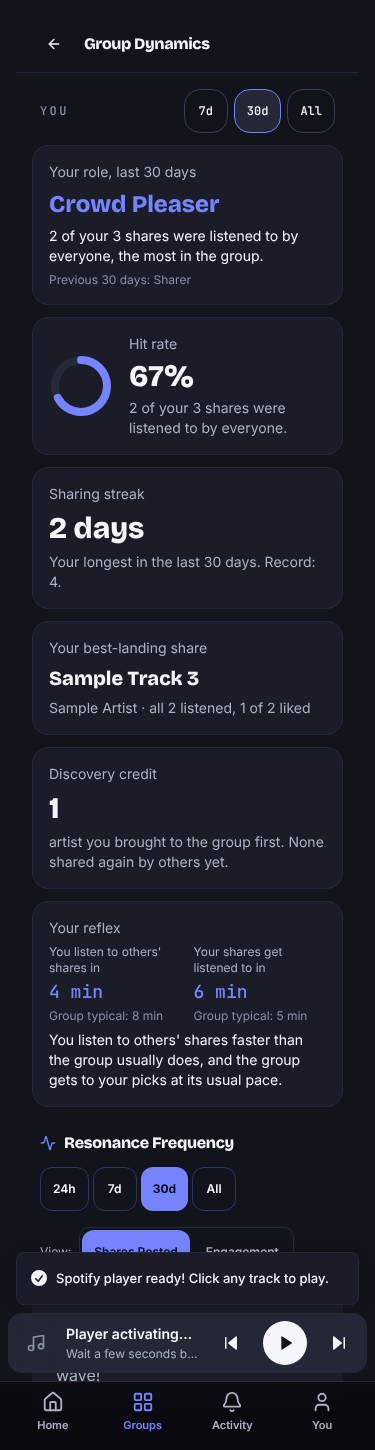 Group Dynamics
YOU
7d
30d
All
Your role, last 30 days
Crowd Pleaser
2 of your 3 shares were listened to by
everyone, the most in the group.
Previous 30 days: Sharer
Hit rate
67%
2 of your 3 shares were
listened to by everyone.
Sharing streak
2 days
Your longest in the last 30 days. Record:
4.
Your best-landing share
Sample Track 3
Sample Artist · all 2 listened, 1 of 2 liked
Discovery credit
1
artist you brought to the group first. None
shared again by others yet.
Your reflex
You listen to others'
shares in
4 min
Group typical: 8 min
Your shares get
listened to in
6 min
Group typical: 5 min
You listen to others' shares faster than
the group usually does, and the group
gets to your picks at its usual pace.
Resonance Frequency
24h
7d
30d
All
View:
Shares Posted
Engagement
Spotify player ready! Click any track to play.
Player activating...
Wait a few seconds b...
wave!
Home
Groups
Activity
You